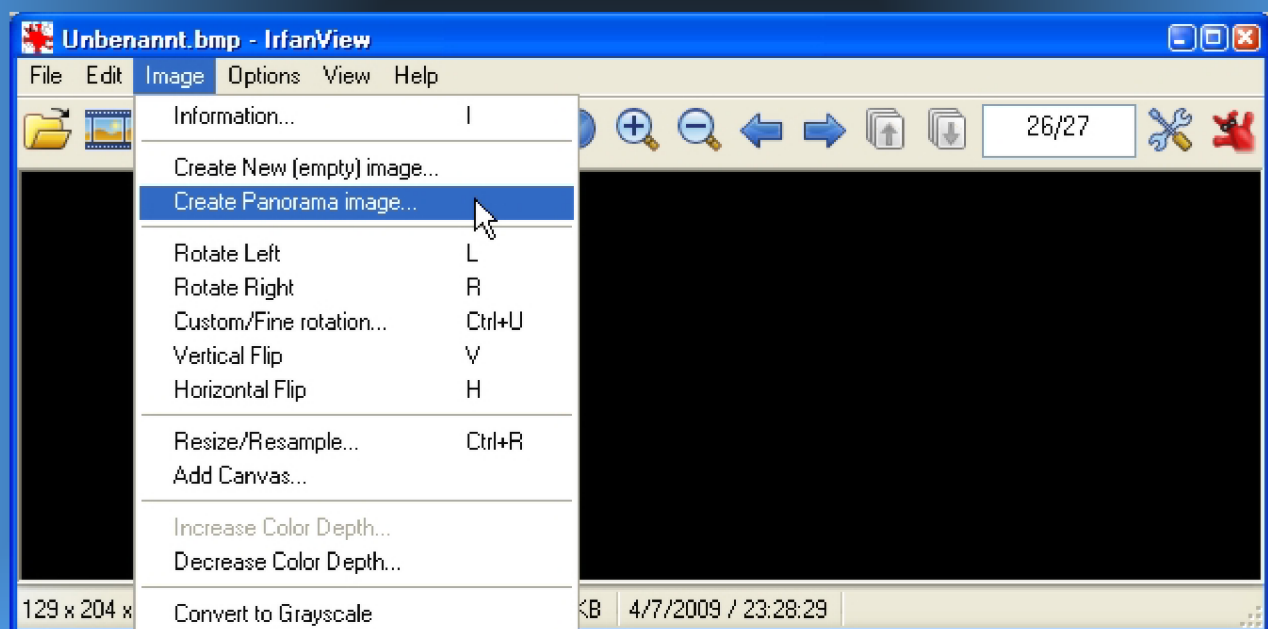 Unbenannt.bmp - IrfanView
File Edit Image Options View Help
26/27
Information... I
Create New (empty) image...
Create Panorama image...
Rotate Left L
Rotate Right R
Custom/Fine rotation... Ctrl+U
Vertical Flip V
Horizontal Flip H
Resize/Resample... Ctrl+R
Add Canvas...
Increase Color Depth...
Decrease Color Depth...
Convert to Grayscale
129 x 204 x KB 4/7/2009 / 23:28:29